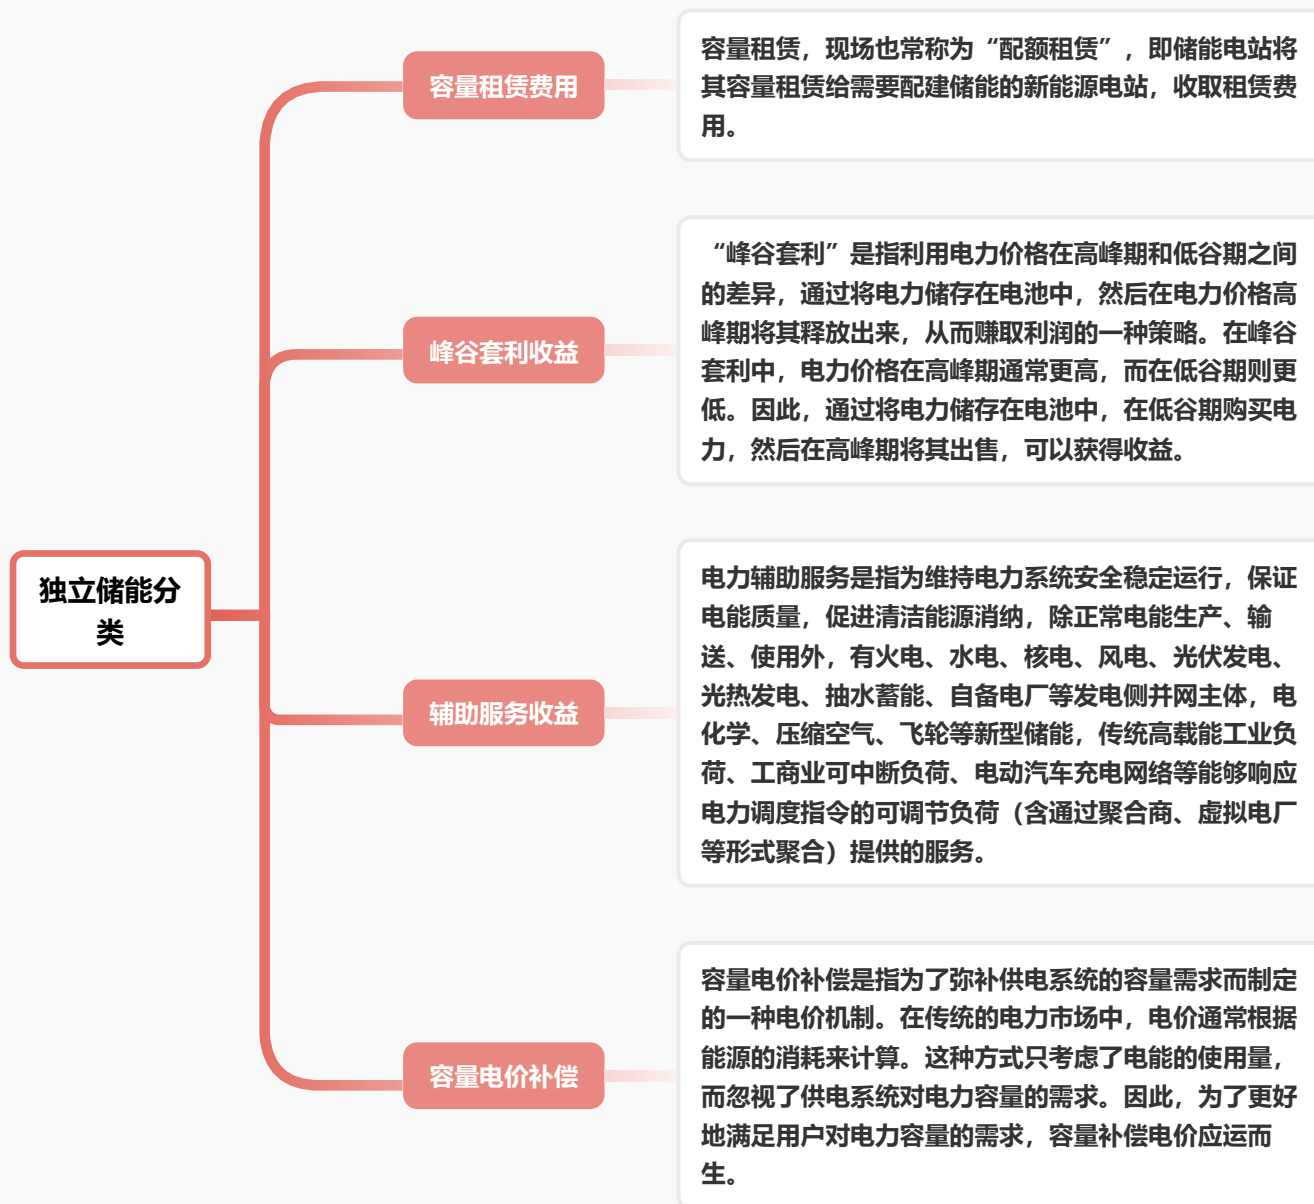 容量租赁费用
容量租赁，现场也常称为“配额租赁”，即储能电站将
其容量租赁给需要配建储能的新能源电站，收取租赁费
用。
峰谷套利收益
“峰谷套利”是指利用电力价格在高峰期和低谷期之间
的差异，通过将电力储存在电池中，然后在电力价格高
峰期将其释放出来，从而赚取利润的一种策略。在峰谷
套利中，电力价格在高峰期通常更高，而在低谷期则更
低。因此，通过将电力储存在电池中，在低谷期购买电
力，然后在高峰期将其出售，可以获得收益。
独立储能分
类
辅助服务收益
电力辅助服务是指为维持电力系统安全稳定运行，保证
电能质量，促进清洁能源消纳，除正常电能生产、输
送、使用外，有火电、水电、核电、风电、光伏发电、
光热发电、抽水蓄能、自备电厂等发电侧并网主体，电
化学、压缩空气、飞轮等新型储能，传统高载能工业负
荷、工商业可中断负荷、电动汽车充电网络等能够响应
电力调度指令的可调节负荷（含通过聚合商、虚拟电厂
等形式聚合）提供的服务。
容量电价补偿
容量电价补偿是指为了弥补供电系统的容量需求而制定
的一种电价机制。在传统的电力市场中，电价通常根据
能源的消耗来计算。这种方式只考虑了电能的使用量，
而忽视了供电系统对电力容量的需求。因此，为了更好
地满足用户对电力容量的需求，容量补偿电价应运而
生。